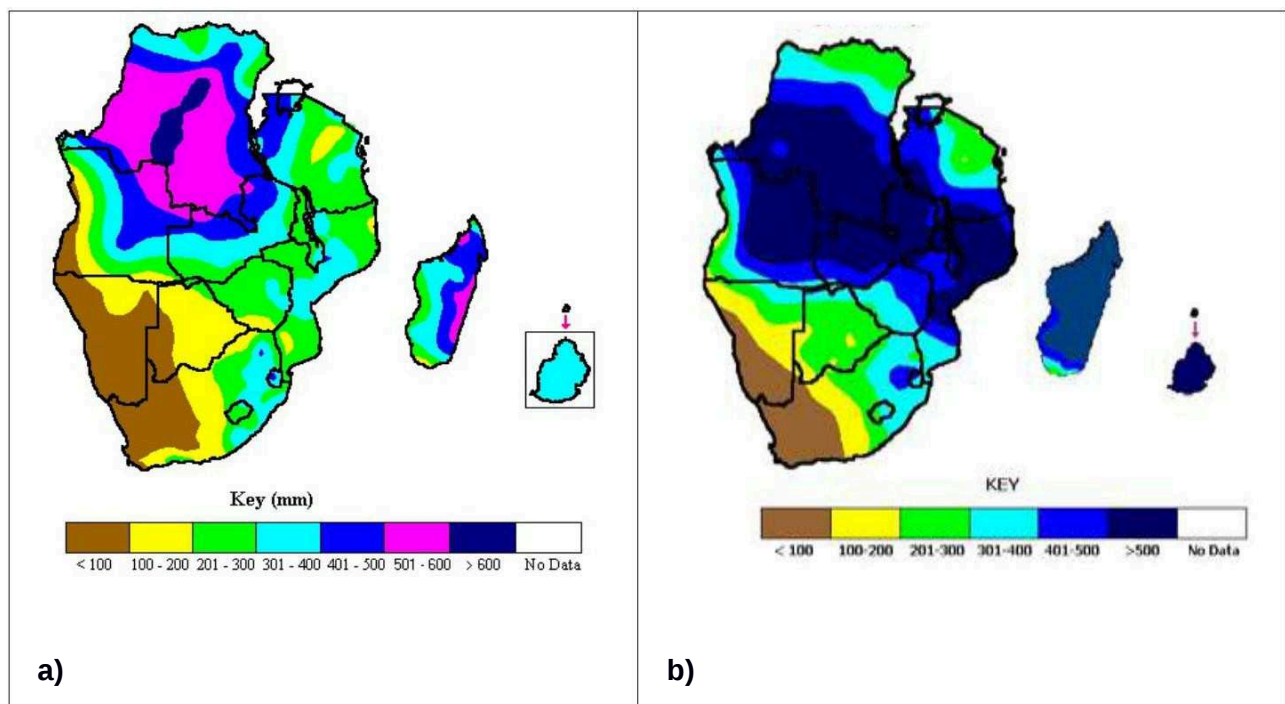 Key (mm)
< 100 100 - 200 201 - 300 301 - 400 401 - 500 501 - 600 > 600 No Data
a)
KEY
< 100 100-200 201-300 301-400 401-500 >500 No Data
b)